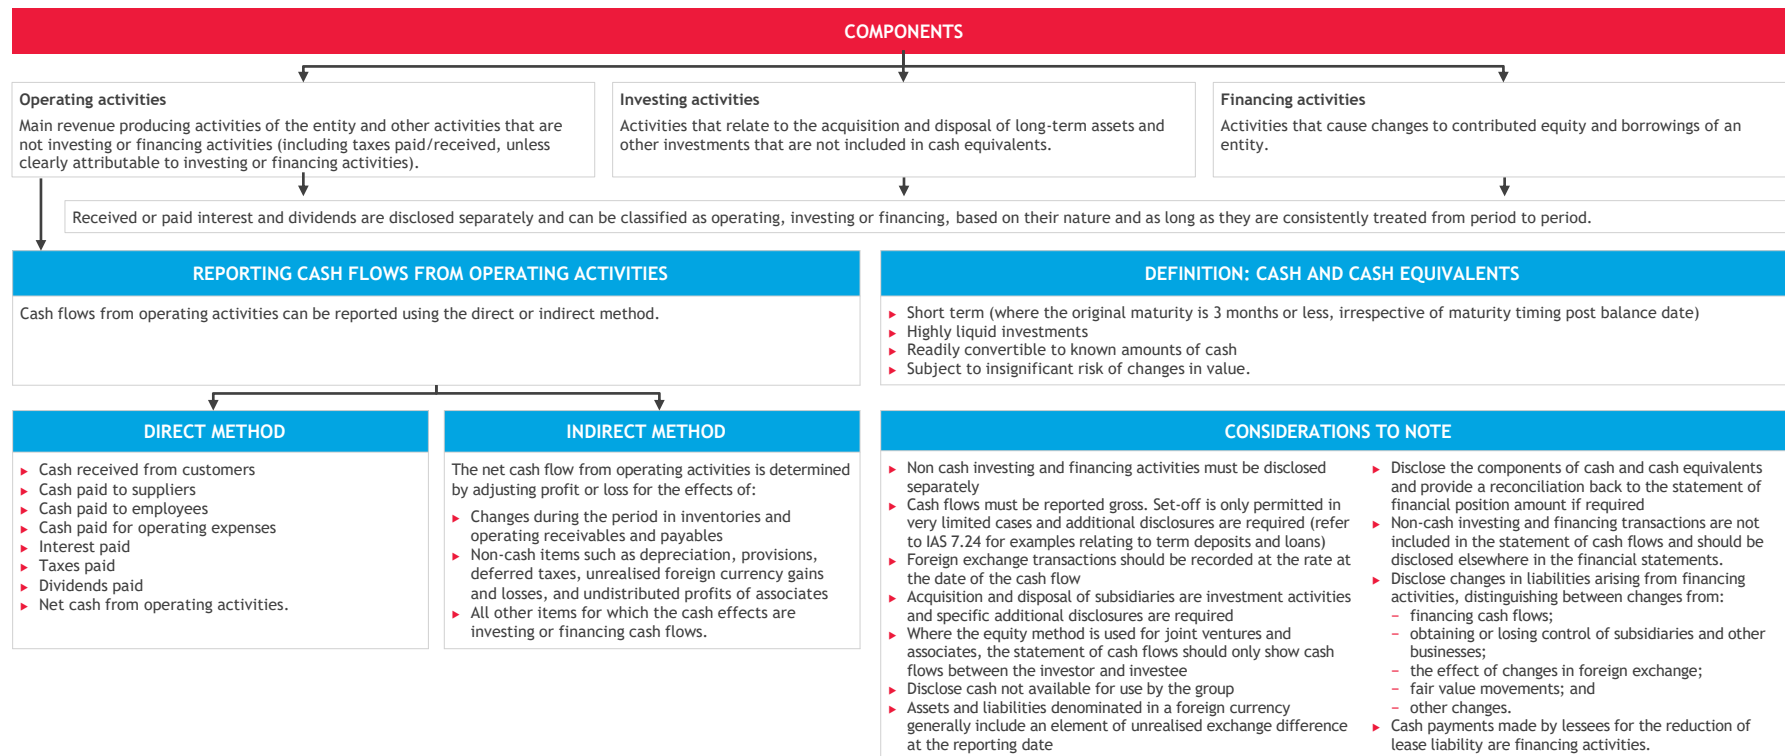 COMPONENTS
Operating activities
Main revenue producing activities of the entity and other activities that are
not investing or financing activities (including taxes paid/received, unless
clearly attributable to investing or financing activities).
Investing activities
Activities that relate to the acquisition and disposal of long-term assets and
other investments that are not included in cash equivalents.
Financing activities
Activities that cause changes to contributed equity and borrowings of an
entity.
Received or paid interest and dividends are disclosed separately and can be classified as operating, investing or financing, based on their nature and as long as they are consistently treated from period to period.
REPORTING CASH FLOWS FROM OPERATING ACTIVITIES
Cash flows from operating activities can be reported using the direct or indirect method.
DEFINITION: CASH AND CASH EQUIVALENTS
► Short term (where the original maturity is 3 months or less, irrespective of maturity timing post balance date)
► Highly liquid investments
► Readily convertible to known amounts of cash
► Subject to insignificant risk of changes in value.
DIRECT METHOD
► Cash received from customers
► Cash paid to suppliers
► Cash paid to employees
► Cash paid for operating expenses
► Interest paid
► Taxes paid
► Dividends paid
► Net cash from operating activities.
INDIRECT METHOD
The net cash flow from operating activities is determined
by adjusting profit or loss for the effects of:
► Changes during the period in inventories and
operating receivables and payables
► Non-cash items such as depreciation, provisions,
deferred taxes, unrealised foreign currency gains
and losses, and undistributed profits of associates
► All other items for which the cash effects are
investing or financing cash flows.
CONSIDERATIONS TO NOTE
► Non cash investing and financing activities must be disclosed
separately
► Cash flows must be reported gross. Set-off is only permitted in
very limited cases and additional disclosures are required (refer
to IAS 7.24 for examples relating to term deposits and loans)
► Foreign exchange transactions should be recorded at the rate at
the date of the cash flow
► Acquisition and disposal of subsidiaries are investment activities
and specific additional disclosures are required
► Where the equity method is used for joint ventures and
associates, the statement of cash flows should only show cash
flows between the investor and investee
► Disclose cash not available for use by the group
► Assets and liabilities denominated in a foreign currency
generally include an element of unrealised exchange difference
at the reporting date
► Disclose the components of cash and cash equivalents
and provide a reconciliation back to the statement of
financial position amount if required
► Non-cash investing and financing transactions are not
included in the statement of cash flows and should be
disclosed elsewhere in the financial statements.
► Disclose changes in liabilities arising from financing
activities, distinguishing between changes from:
– financing cash flows;
– obtaining or losing control of subsidiaries and other
businesses;
– the effect of changes in foreign exchange;
– fair value movements; and
– other changes.
► Cash payments made by lessees for the reduction of
lease liability are financing activities.